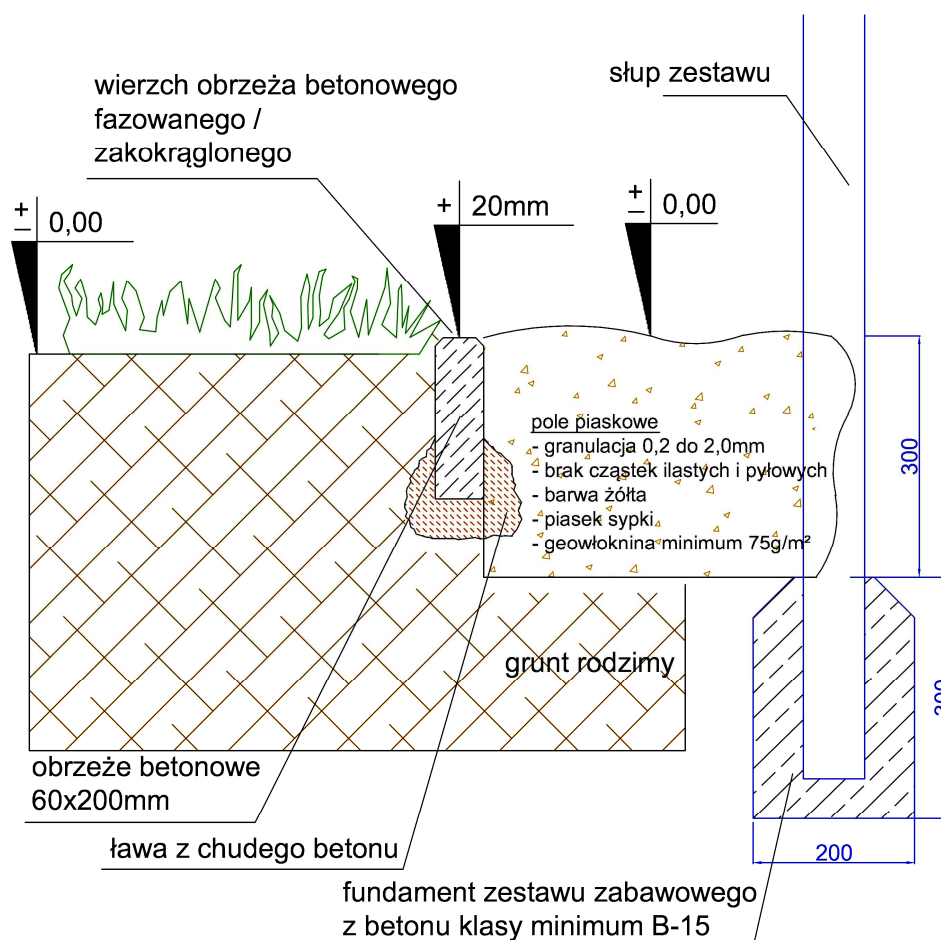 wierzch obrzeża betonowego
fazowanego /
zakokrąglonego
słup zestawu
+
–
0,00
+
20mm
+
–
0,00
pole piaskowe
- granulacja 0,2 do 2,0mm
- brak cząstek ilastych i pyłowych
- barwa żółta
- piasek sypki
- geowłoknina minimum 75g/m²
300
grunt rodzimy
obrzeże betonowe
60x200mm
ława z chudego betonu
200
fundament zestawu zabawowego
z betonu klasy minimum B-15